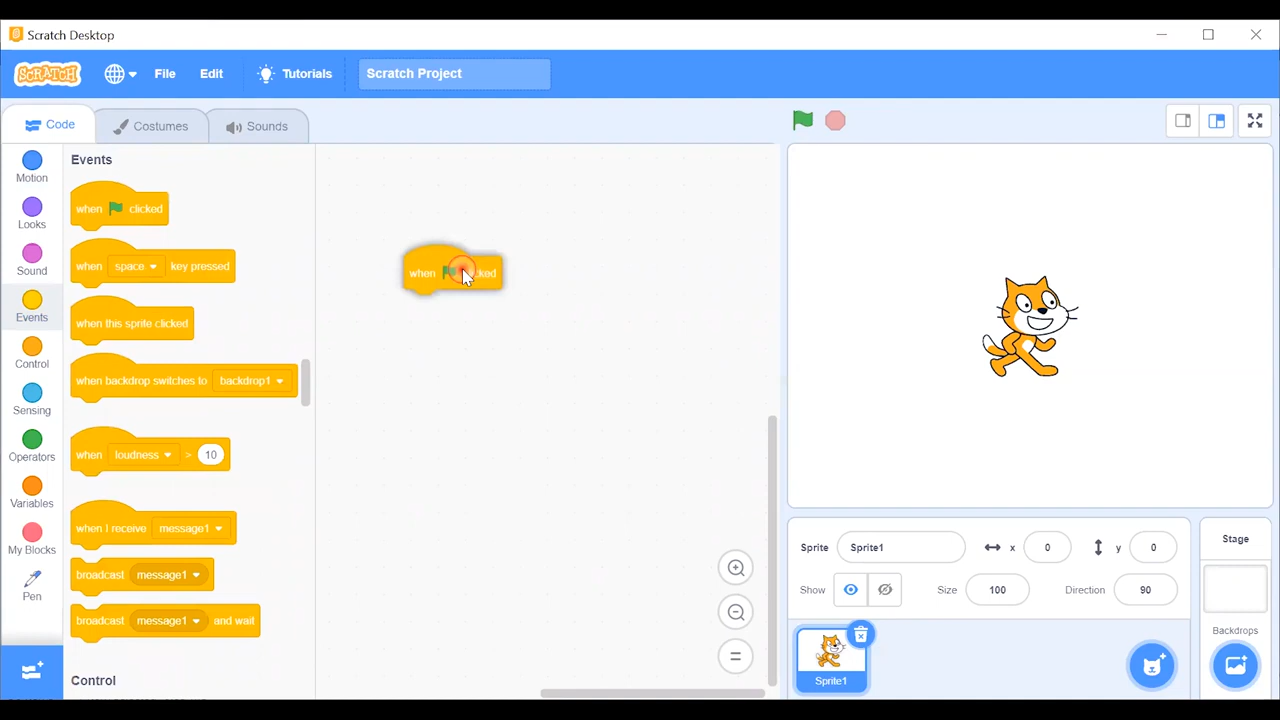 Scratch Desktop
SCRATCH
File
Edit
Tutorials
Scratch Project
Code
Costumes
Sounds
Motion
Looks
Sound
Events
Control
Sensing
Operators
Variables
My Blocks
Pen
Events
when clicked
when space key pressed
when this sprite clicked
when backdrop switches to backdrop1
when loudness > 10
when I receive message1
broadcast message1
broadcast message1 and wait
Control
when cked
Sprite Sprite1 x 0 y 0
Show Size 100 Direction 90
Sprite1
Stage
Backdrops